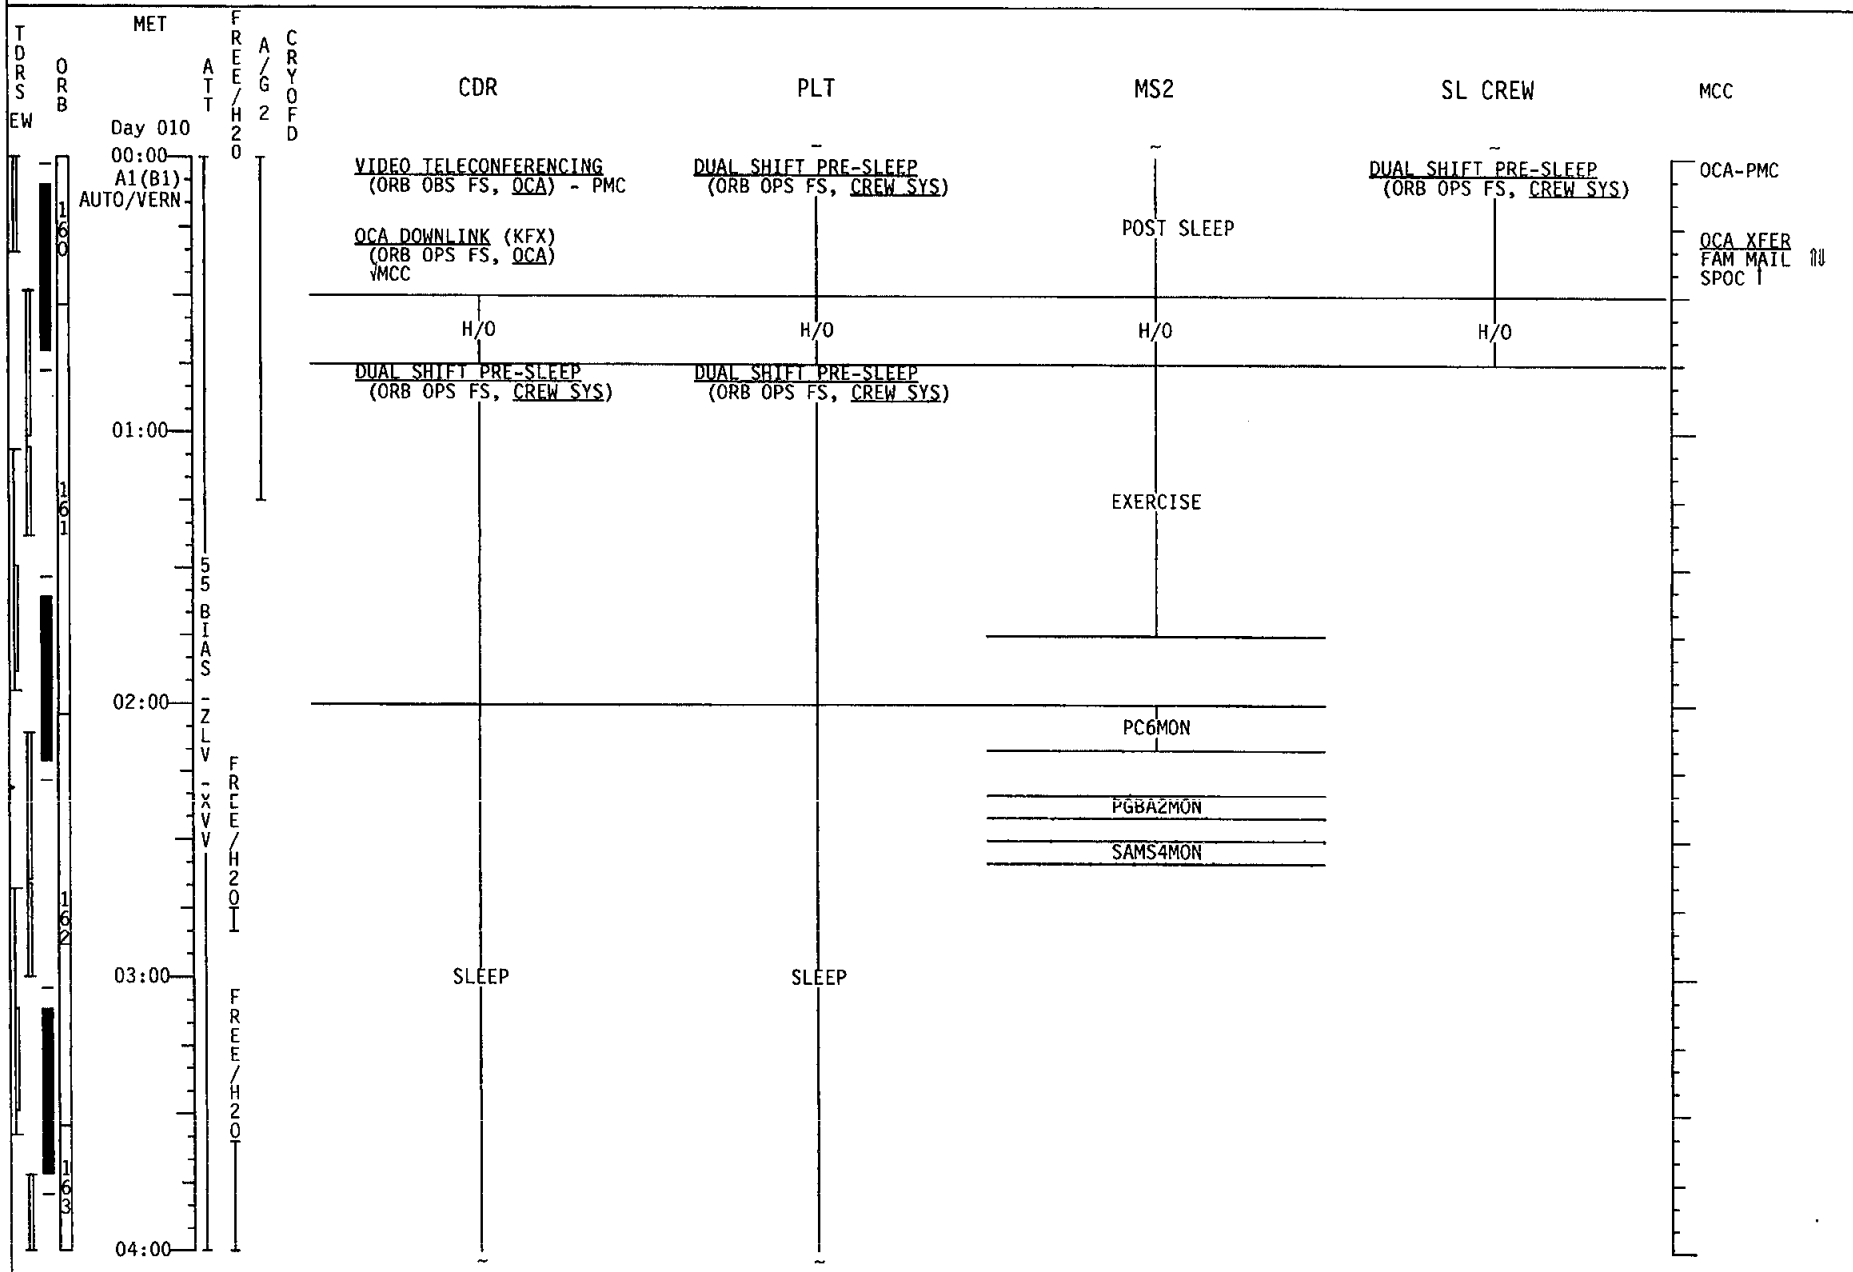 MET
TDRS
EW
ORB
ATT
FREE/H20
A/G 2
CRYOFD
CDR
PLT
MS2
SL CREW
MCC
Day 010
00:00
A1(B1)
AUTO/VERN
160
VIDEO TELECONFERENCING
(ORB OBS FS, OCA) - PMC
OCA DOWNLINK (KFX)
(ORB OPS FS, OCA)
√MCC
~
DUAL SHIFT PRE-SLEEP
(ORB OPS FS, CREW SYS)
~
POST SLEEP
~
DUAL SHIFT PRE-SLEEP
(ORB OPS FS, CREW SYS)
OCA-PMC
OCA XFER
FAM MAIL ⇑⇓
SPOC ↑
H/O
H/O
H/O
H/O
DUAL SHIFT PRE-SLEEP
(ORB OPS FS, CREW SYS)
DUAL SHIFT PRE-SLEEP
(ORB OPS FS, CREW SYS)
01:00
161
EXERCISE
55 BIAS -ZLV -XVV
02:00
PC6MON
FREE/H20
PGBA2MON
SAMS4MON
162
03:00
SLEEP
SLEEP
FREE/H20
163
04:00
~
~